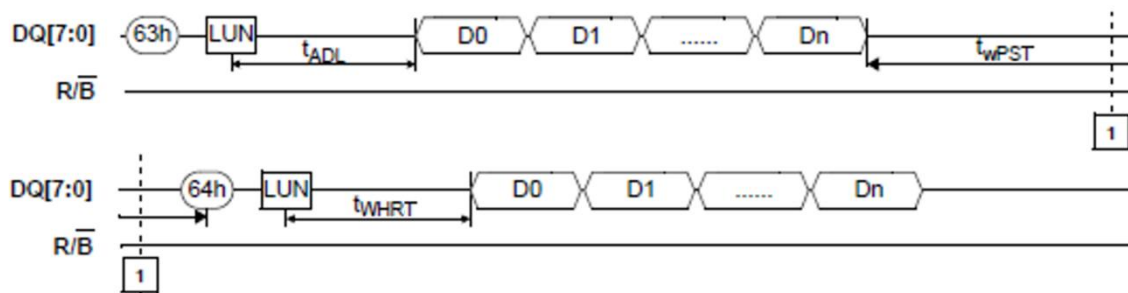 DQ[7:0] 63h LUN D0 D1 ...... Dn
tADL twPST
R/B
1
DQ[7:0] 64h LUN D0 D1 ...... Dn
tWHRT
R/B
1